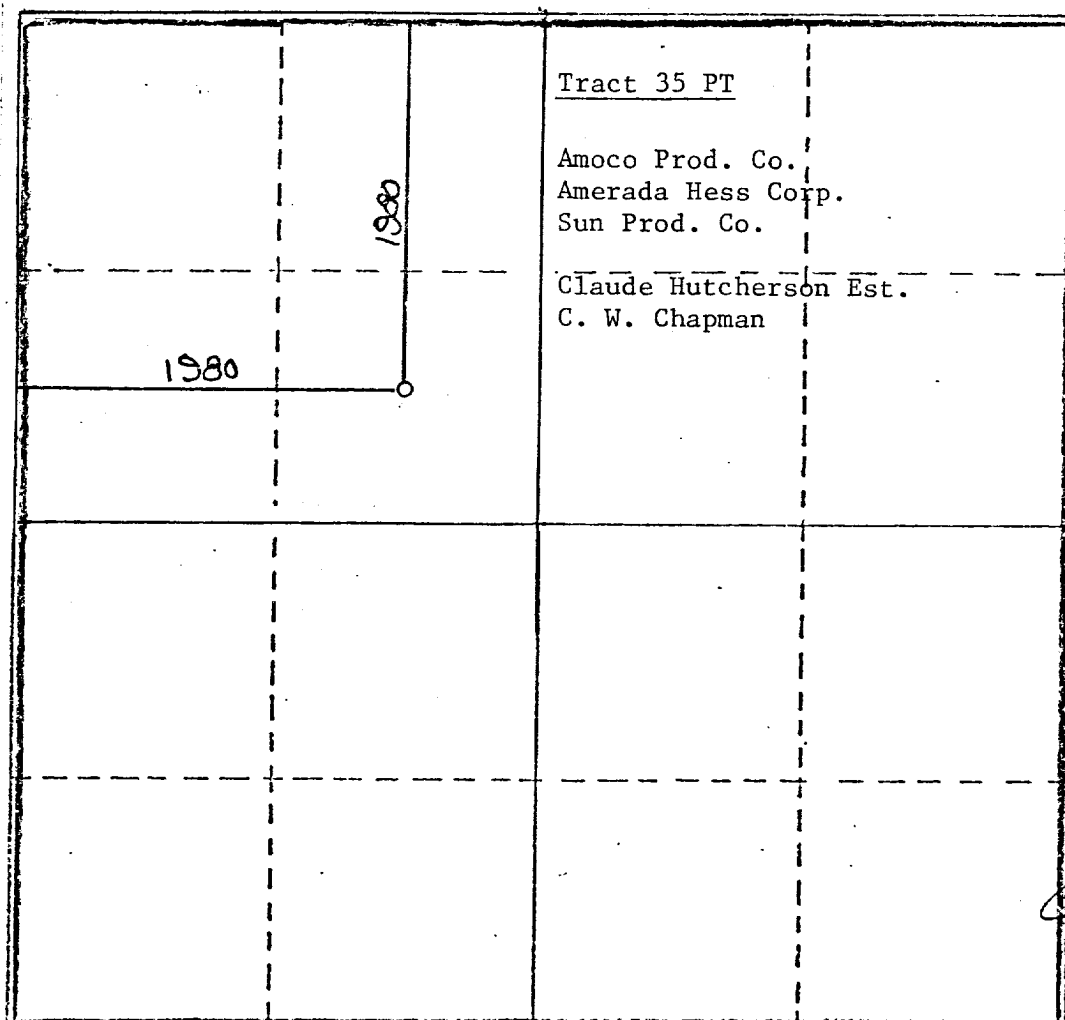 Tract 35 PT
Amoco Prod. Co.
Amerada Hess Corp.
Sun Prod. Co.
Claude Hutcherson Est.
C. W. Chapman
1980
1980